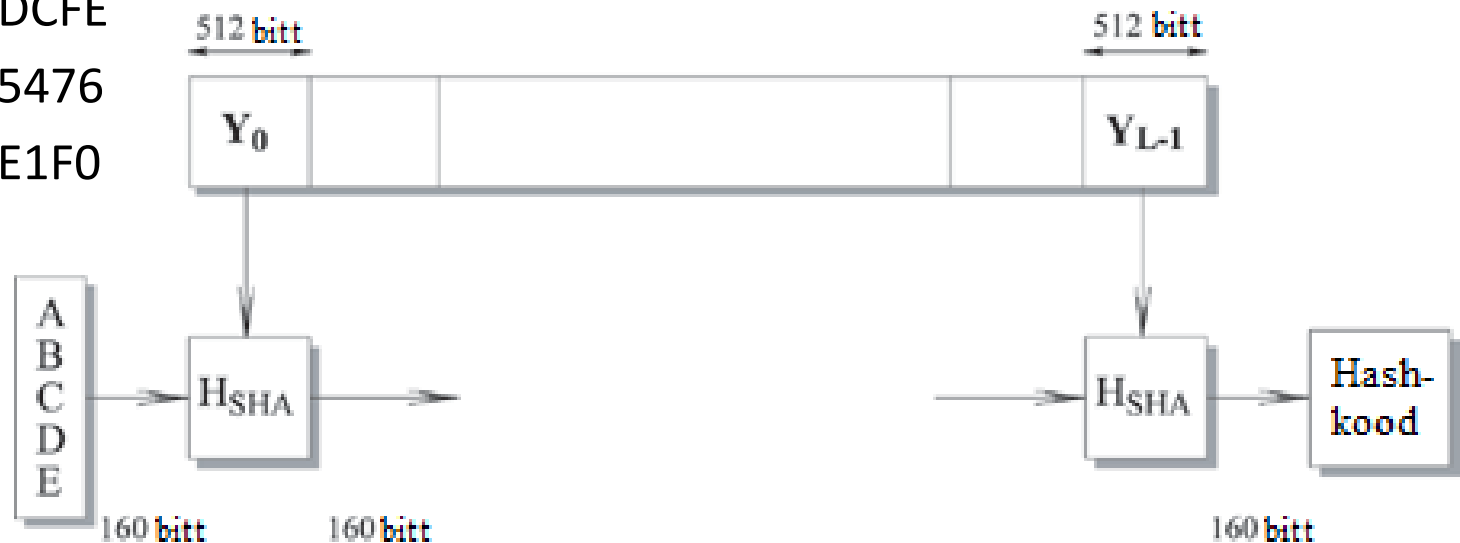 DCFE
5476
E1F0
512 bitt
512 bitt
Y0
YL-1
A
B
C
D
E
HSHA
HSHA
Hash-
kood
160 bitt
160 bitt
160 bitt